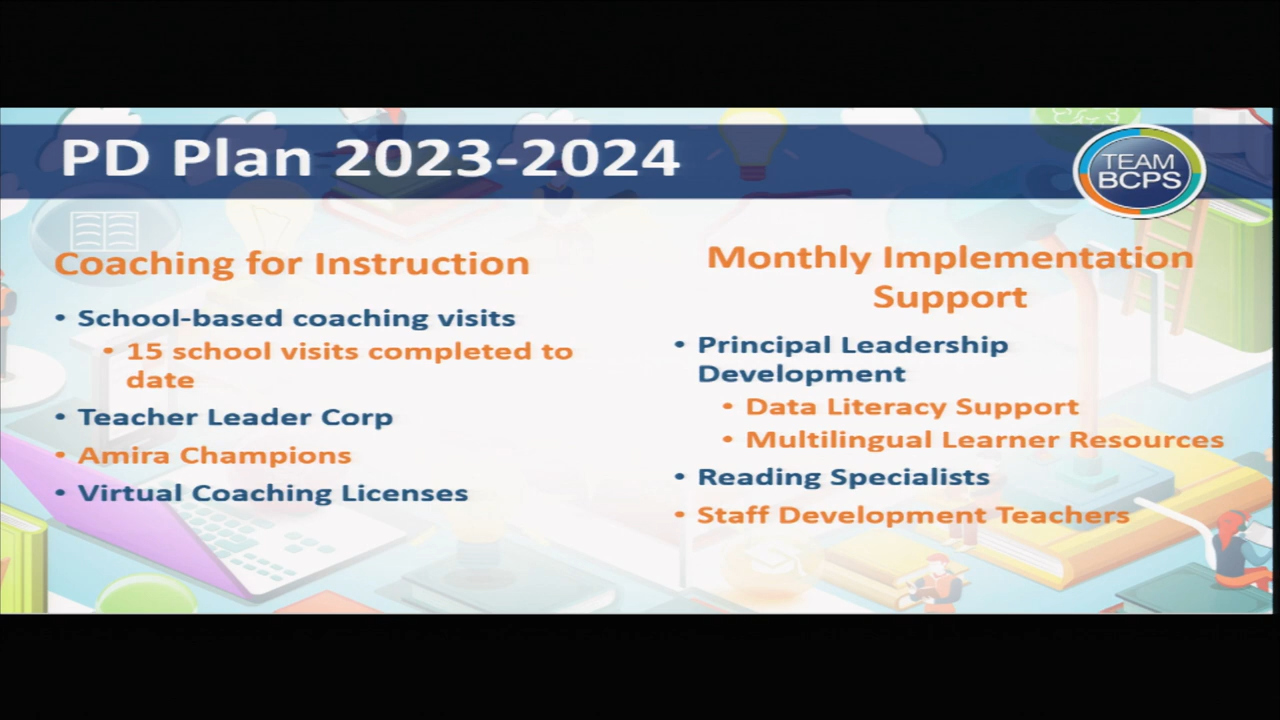 PD Plan 2023-2024
TEAM
BCPS
Coaching for Instruction
• School-based coaching visits
• 15 school visits completed to
date
• Teacher Leader Corp
• Amira Champions
• Virtual Coaching Licenses
Monthly Implementation
Support
• Principal Leadership
Development
• Data Literacy Support
• Multilingual Learner Resources
• Reading Specialists
• Staff Development Teachers